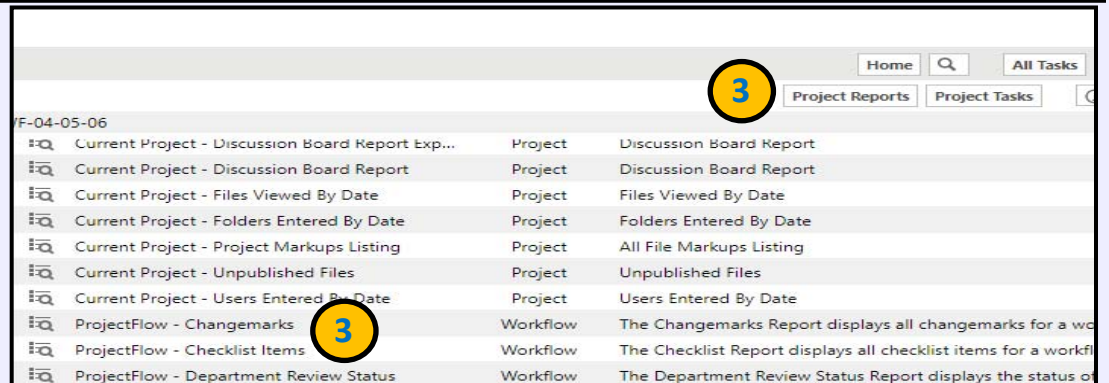 Home All Tasks
3 Project Reports Project Tasks
/F-04-05-06
Current Project - Discussion Board Report Exp... Project Discussion Board Report
Current Project - Discussion Board Report Project Discussion Board Report
Current Project - Files Viewed By Date Project Files Viewed By Date
Current Project - Folders Entered By Date Project Folders Entered By Date
Current Project - Project Markups Listing Project All File Markups Listing
Current Project - Unpublished Files Project Unpublished Files
Current Project - Users Entered By Date Project Users Entered By Date
ProjectFlow - Changemarks 3 Workflow The Changemarks Report displays all changemarks for a wo
ProjectFlow - Checklist Items Workflow The Checklist Report displays all checklist items for a workfl
ProjectFlow - Department Review Status Workflow The Department Review Status Report displays the status of